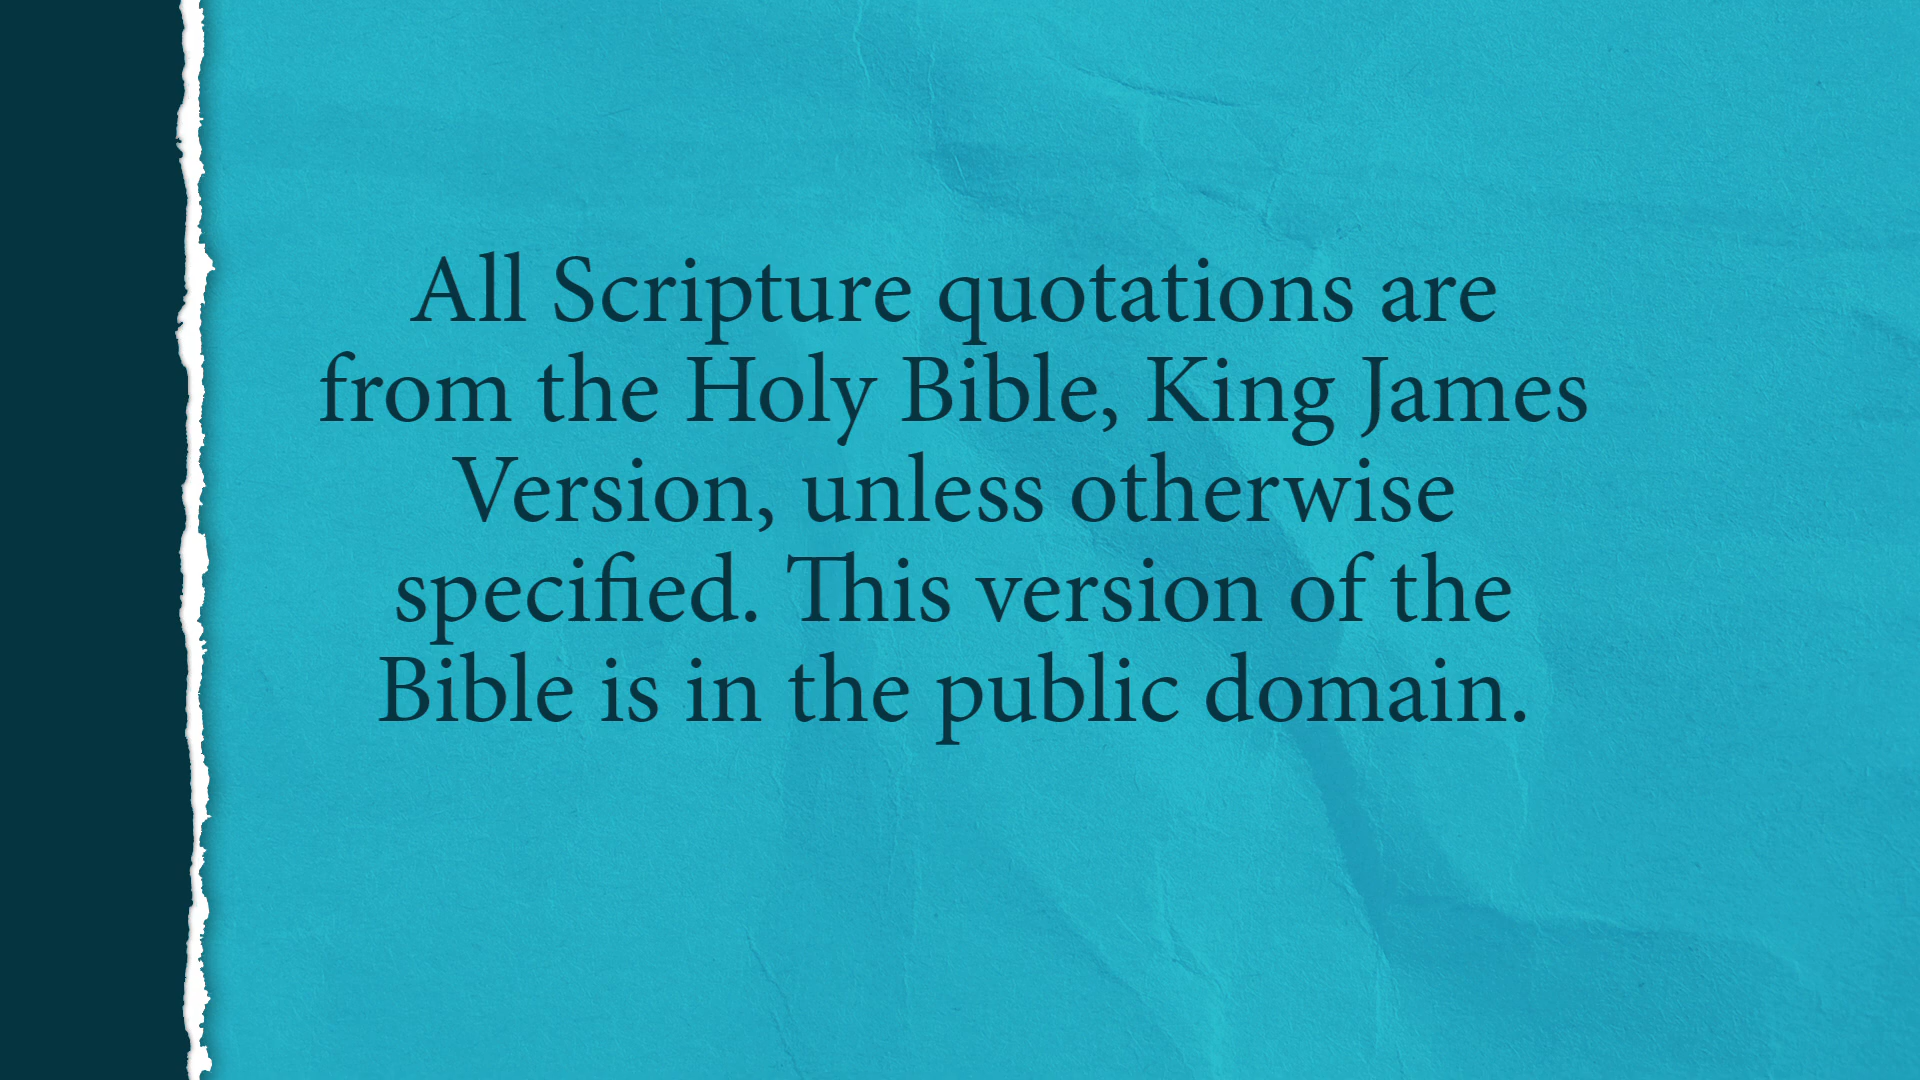 All Scripture quotations are
from the Holy Bible, King James
Version, unless otherwise
specified. This version of the
Bible is in the public domain.